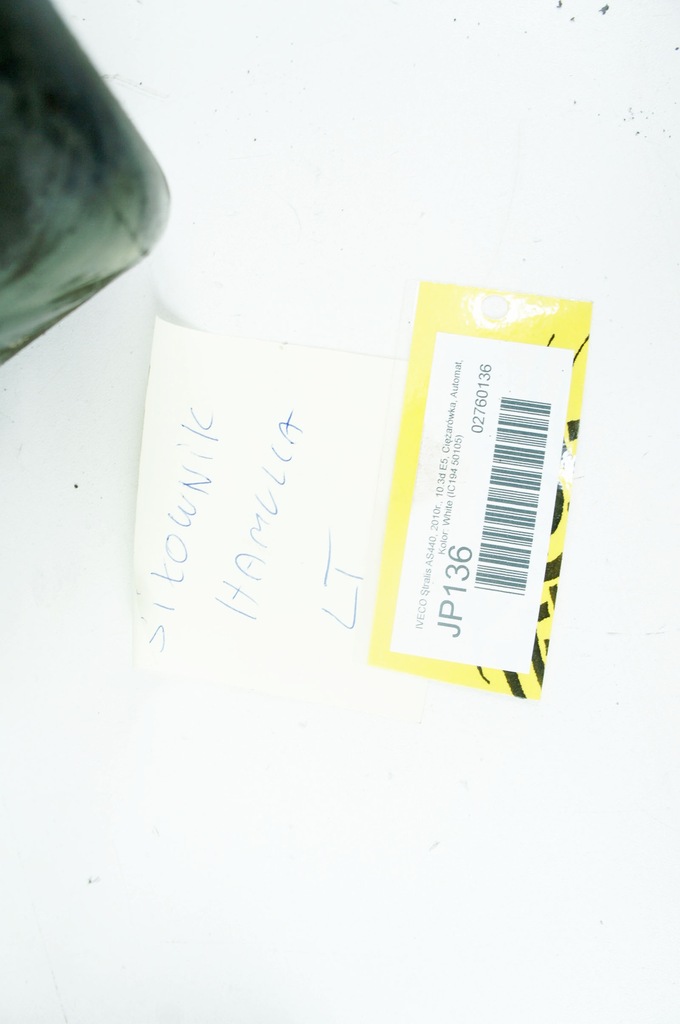 SIŁOWNIK
HAMULCA
LT
IVECO Stralis AS440, 2010r., 10.3d E5, Ciężarówka, Automat,
Kolor: White (IC194 50105)
JP136
02760136